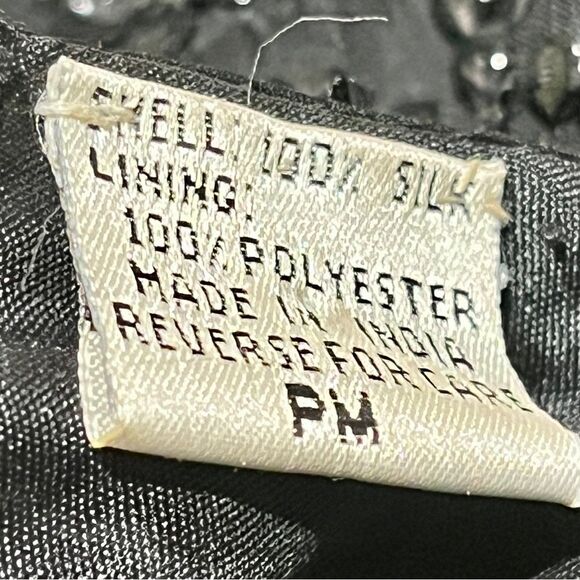 SHELL: 100% SILK
LINING:
100% POLYESTER
MADE IN INDIA
REVERSE FOR CARE
PM